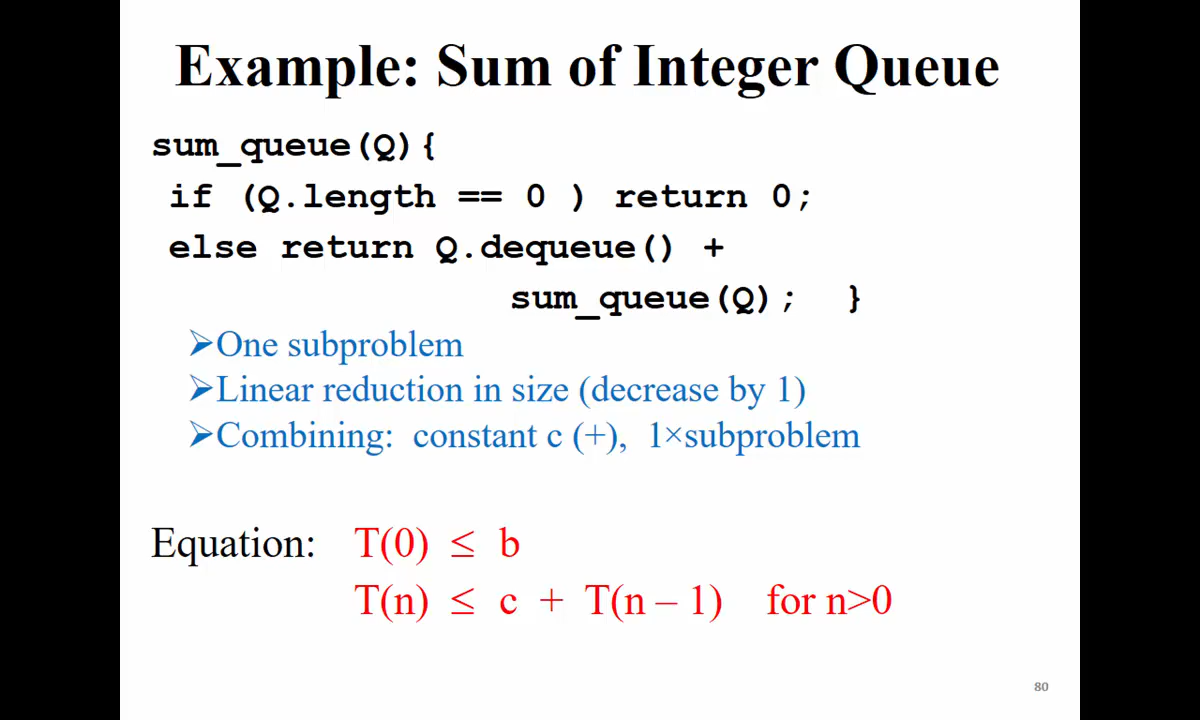 Example: Sum of Integer Queue
sum_queue(Q){
if (Q.length == 0 ) return 0;
else return Q.dequeue() +
sum_queue(Q); }
➢One subproblem
➢Linear reduction in size (decrease by 1)
➢Combining: constant c (+), 1×subproblem
Equation: T(0) ≤ b
T(n) ≤ c + T(n – 1) for n>0
80